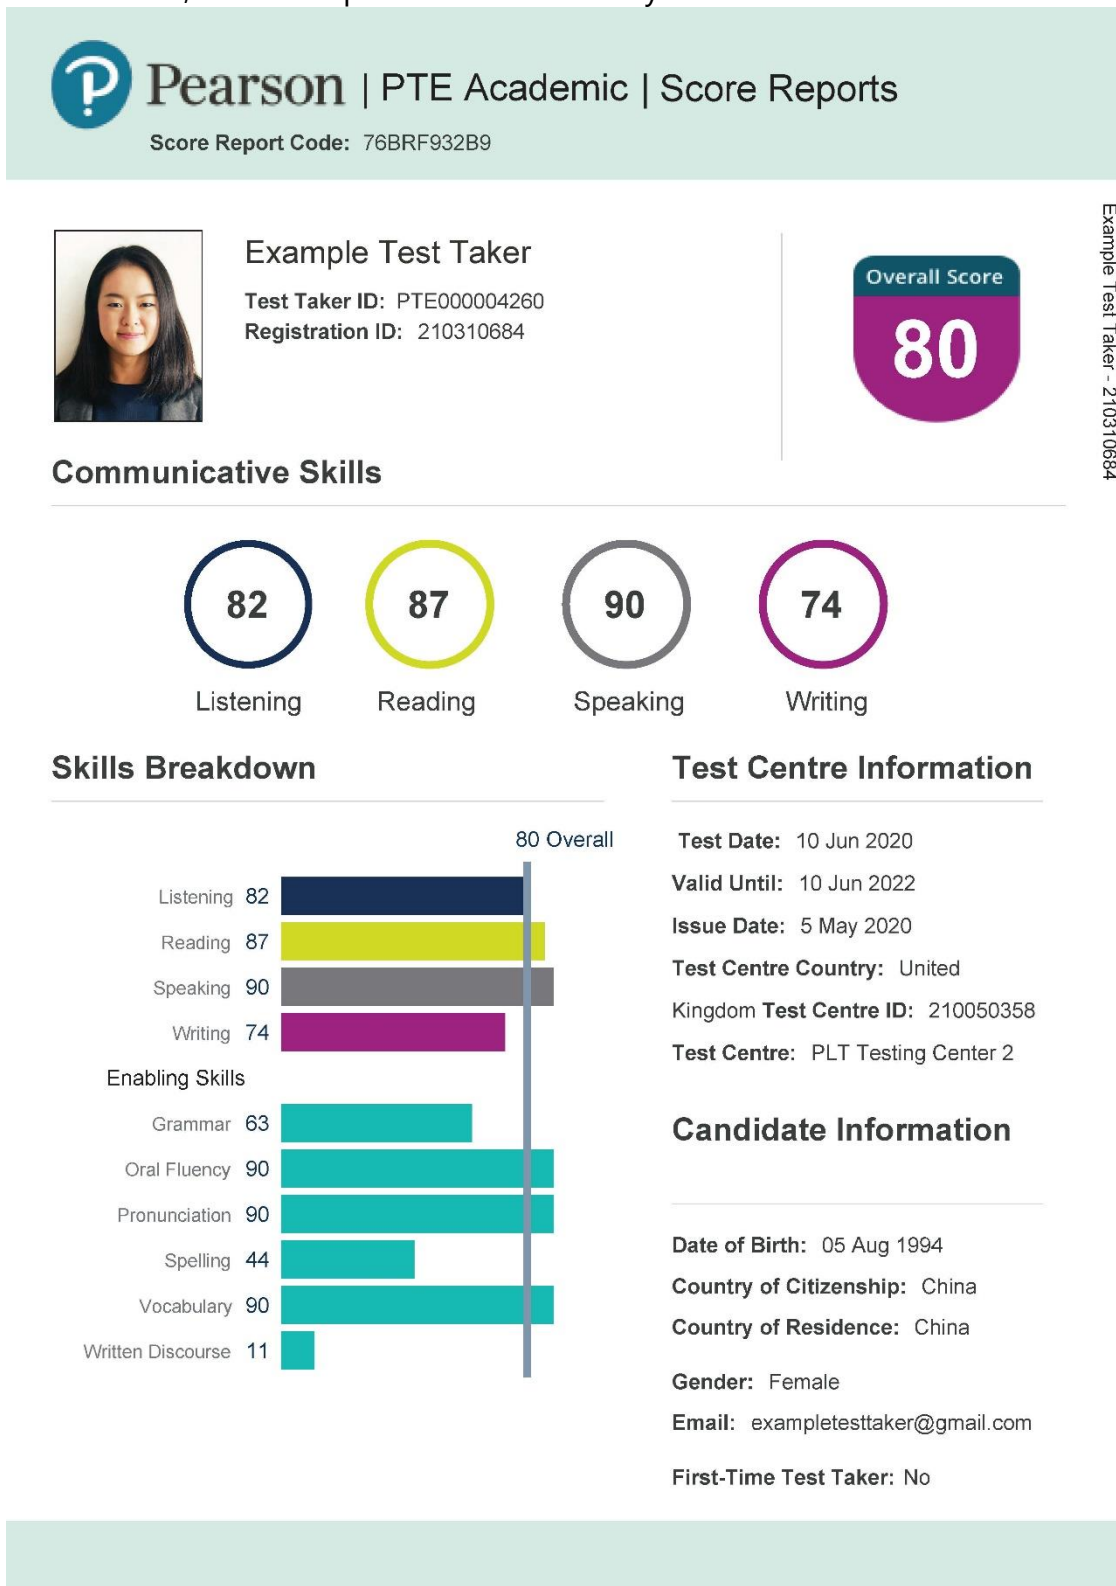 Pearson | PTE Academic | Score Reports
Score Report Code: 76BRF932B9
Example Test Taker
Test Taker ID: PTE000004260
Registration ID: 210310684
Overall Score
80
Example Test Taker - 210310684
Communicative Skills
82 87 90 74
Listening Reading Speaking Writing
Skills Breakdown
80 Overall
Listening 82
Reading 87
Speaking 90
Writing 74
Enabling Skills
Grammar 63
Oral Fluency 90
Pronunciation 90
Spelling 44
Vocabulary 90
Written Discourse 11
Test Centre Information
Test Date: 10 Jun 2020
Valid Until: 10 Jun 2022
Issue Date: 5 May 2020
Test Centre Country: United
Kingdom Test Centre ID: 210050358
Test Centre: PLT Testing Center 2
Candidate Information
Date of Birth: 05 Aug 1994
Country of Citizenship: China
Country of Residence: China
Gender: Female
Email: exampletesttaker@gmail.com
First-Time Test Taker: No